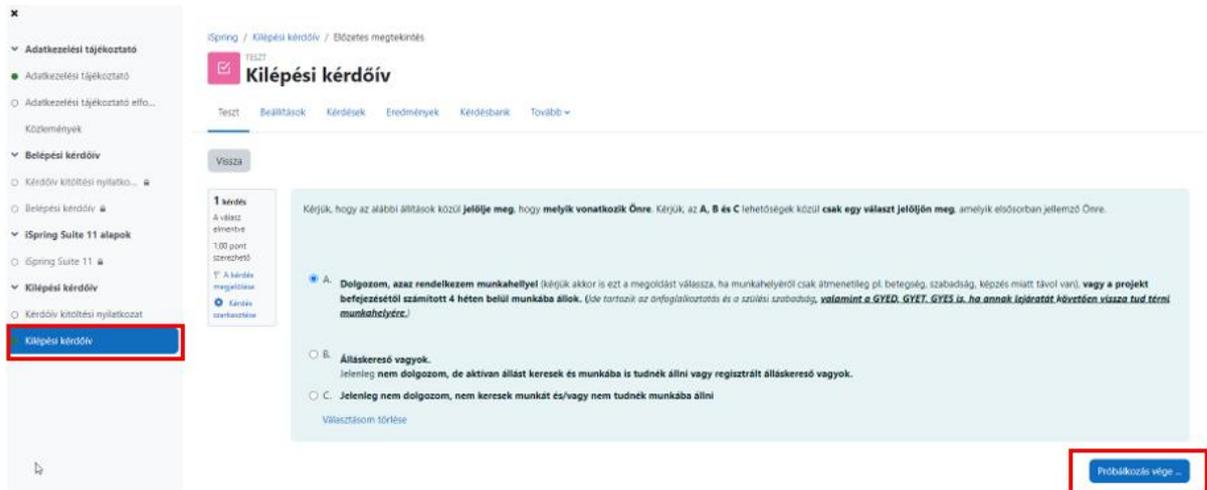 Adatkezelési tájékoztató
Adatkezelési tájékoztató
Adatkezelési tájékoztató elfo...
Közlemények
Belépési kérdőív
Kérdőív kitöltési nyilatko...
Belépési kérdőív
iSpring Suite 11 alapok
iSpring Suite 11
Kilépési kérdőív
Kérdőív kitöltési nyilatkozat
Kilépési kérdőív
iSpring / Kilépési kérdőív / Előzetes megtekintés
TESZT
Kilépési kérdőív
Teszt Beállítások Kérdések Eredmények Kérdésbank Tovább
Vissza
1 kérdés
A válasz
elmentve
1,00 pont
szerezhető
A kérdés
megjelölése
Kérdés
szerkesztése
Kérjük, hogy az alábbi állítások közül jelölje meg, hogy melyik vonatkozik Önre. Kérjük, az A, B és C lehetőségek közül csak egy választ jelöljön meg, amelyik elsősorban jellemző Önre.
A. Dolgozom, azaz rendelkezem munkahellyel (kérjük akkor is ezt a megoldást válassza, ha munkahelyéről csak átmenetileg pl. betegség, szabadság, képzés miatt távol van), vagy a projekt
befejezésétől számított 4 héten belül munkába állok. (Ide tartozik az önfoglalkoztatás és a szülési szabadság, valamint a GYED, GYET, GYES is, ha annak lejáratát követően vissza tud térni
munkahelyére.)
B. Álláskereső vagyok.
Jelenleg nem dolgozom, de aktívan állást keresek és munkába is tudnék állni vagy regisztrált álláskereső vagyok.
C. Jelenleg nem dolgozom, nem keresek munkát és/vagy nem tudnék munkába állni
Választásom törlése
Próbálkozás vége ...